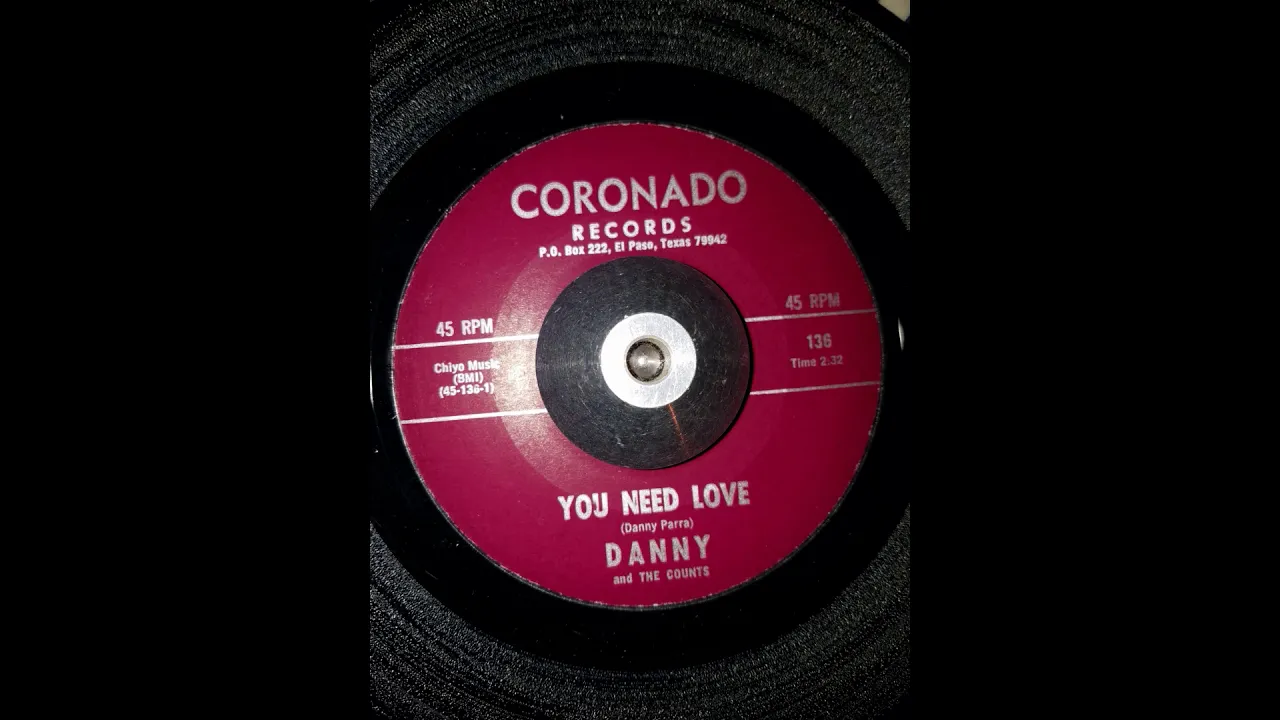 CORONADO
RECORDS
P.O. Box 222, El Paso, Texas 79942
45 RPM
45 RPM
Chiyo Music
(BMI)
(45-136-1)
136
Time 2:32
YOU NEED LOVE
(Danny Parra)
DANNY
and THE COUNTS